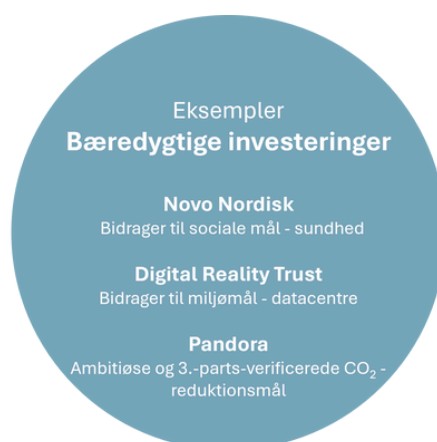 Eksempler
Bæredygtige investeringer
Novo Nordisk
Bidrager til sociale mål - sundhed
Digital Reality Trust
Bidrager til miljømål - datacentre
Pandora
Ambitiøse og 3.-parts-verificerede CO₂ -
reduktionsmål